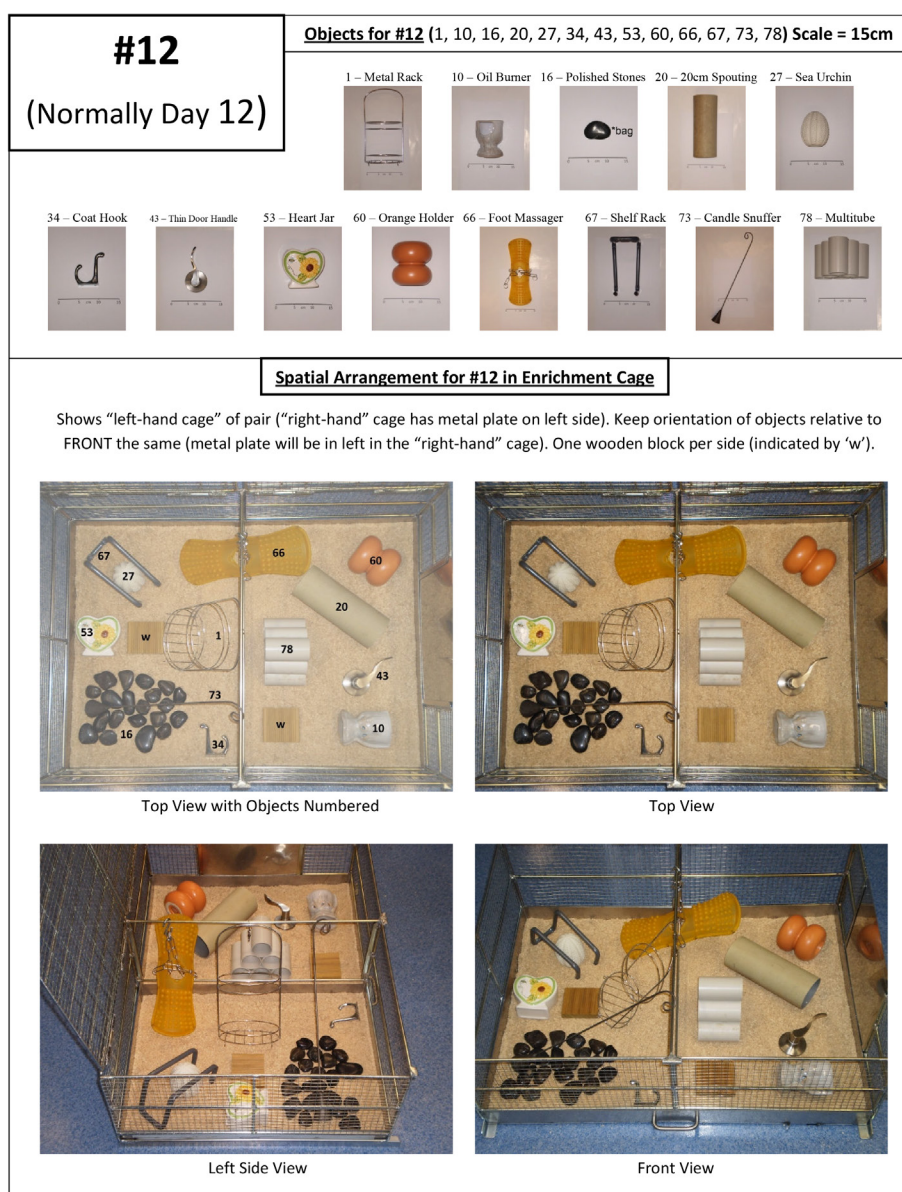 #12
(Normally Day 12)
Objects for #12 (1, 10, 16, 20, 27, 34, 43, 53, 60, 66, 67, 73, 78) Scale = 15cm
1 – Metal Rack
10 – Oil Burner
16 – Polished Stones
20 – 20cm Spouting
27 – Sea Urchin
*bag
34 – Coat Hook
43 – Thin Door Handle
53 – Heart Jar
60 – Orange Holder
66 – Foot Massager
67 – Shelf Rack
73 – Candle Snuffer
78 – Multitube
Spatial Arrangement for #12 in Enrichment Cage
Shows “left-hand cage” of pair (“right-hand” cage has metal plate on left side). Keep orientation of objects relative to
FRONT the same (metal plate will be in left in the “right-hand” cage). One wooden block per side (indicated by ‘w’).
67
66
60
27
20
53
w
1
78
43
73
16
w
10
34
Top View with Objects Numbered
Top View
Left Side View
Front View